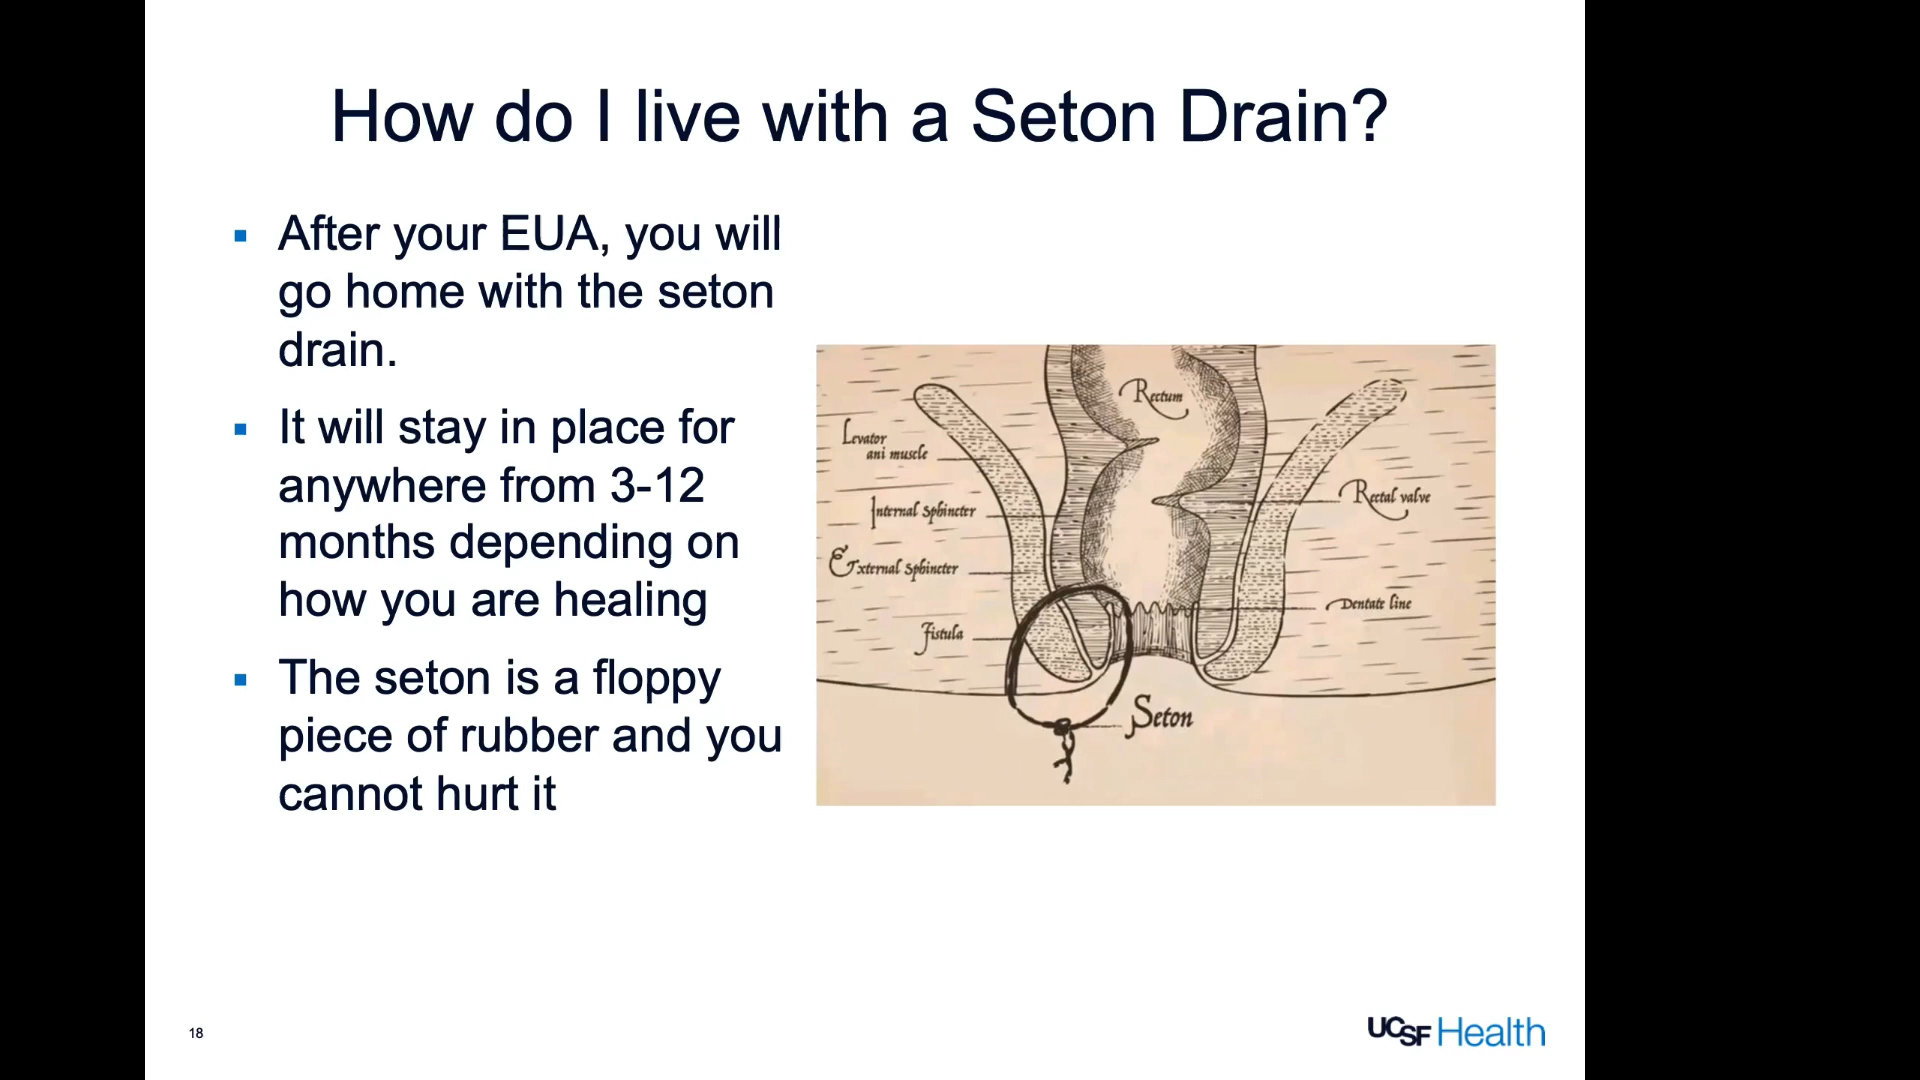 How do I live with a Seton Drain?
▪ After your EUA, you will
go home with the seton
drain.
▪ It will stay in place for
anywhere from 3-12
months depending on
how you are healing
▪ The seton is a floppy
piece of rubber and you
cannot hurt it
Rectum
Levator
ani muscle
Internal sphincter
External sphincter
Fistula
Rectal valve
Dentate line
Seton
18
UCSF Health